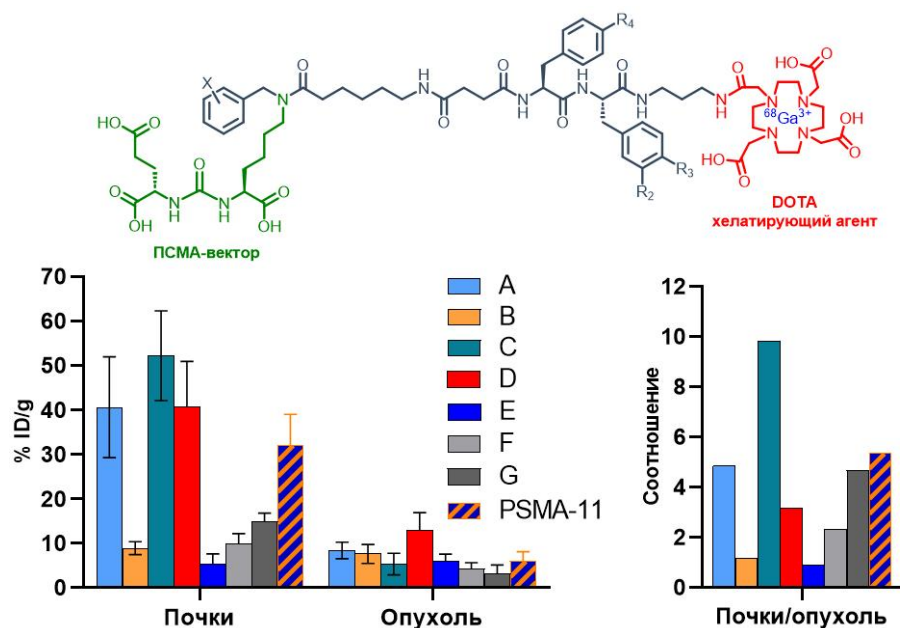 R₄
X
O
O
H
N
O
O
N
H
O
H
N
O
N
H
O
H
N
O
HO
O
N
N
N
N
⁶⁸Ga³⁺
O
OH
HO
O
N
R₃
R₂
O
HO
O
OH
N
H
O
N
H
O
OH
ПСМА-вектор
DOTA
хелатирующий агент
% ID/g
70
60
50
40
30
20
10
0
Почки
Опухоль
A
B
C
D
E
F
G
PSMA-11
Соотношение
12
10
8
6
4
2
0
Почки/опухоль